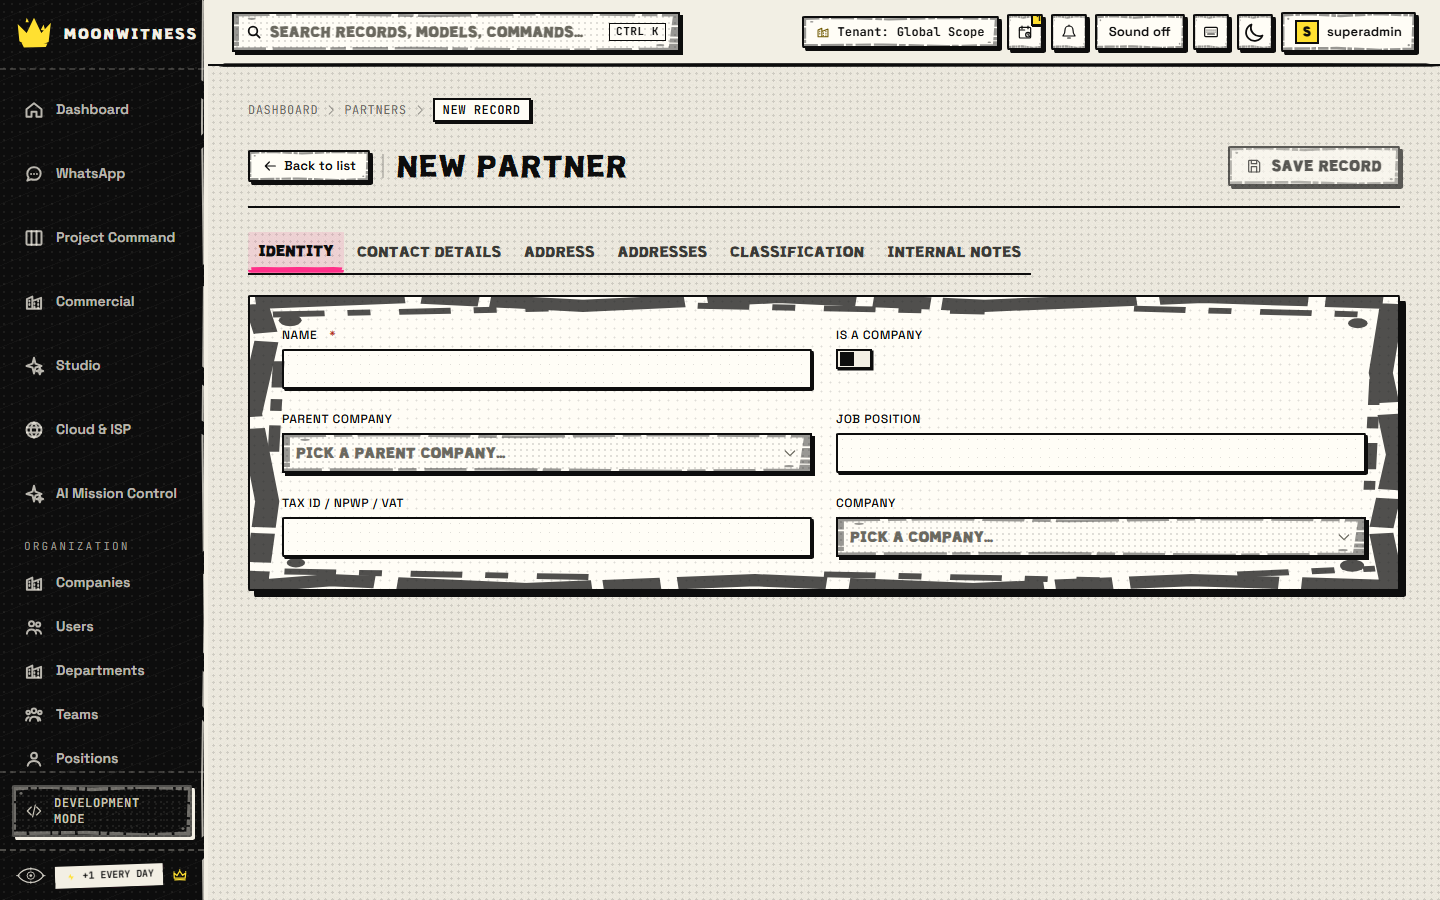 MOONWITNESS
SEARCH RECORDS, MODELS, COMMANDS…
CTRL K
Tenant: Global Scope
Sound off
S
superadmin
Dashboard
WhatsApp
Project Command
Commercial
Studio
Cloud & ISP
AI Mission Control
ORGANIZATION
Companies
Users
Departments
Teams
Positions
DEVELOPMENT
MODE
+1 EVERY DAY
DASHBOARD
PARTNERS
NEW RECORD
Back to list
NEW PARTNER
SAVE RECORD
IDENTITY
CONTACT DETAILS
ADDRESS
ADDRESSES
CLASSIFICATION
INTERNAL NOTES
NAME *
IS A COMPANY
PARENT COMPANY
PICK A PARENT COMPANY…
JOB POSITION
TAX ID / NPWP / VAT
COMPANY
PICK A COMPANY…